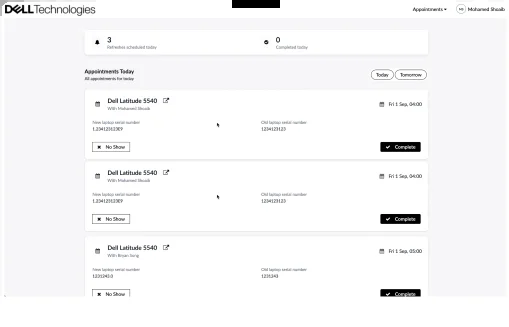 DELLTechnologies
Appointments
MS Mohamed Shoaib
3
Refreshes scheduled today
0
Completed today
Appointments Today
All appointments for today
Today
Tomorrow
Dell Latitude 5540
With Mohamed Shoaib
Fri 1 Sep, 04:00
New laptop serial number
Old laptop serial number
1234123123
No Show
Complete
Dell Latitude 5540
With Mohamed Shoaib
Fri 1 Sep, 04:00
New laptop serial number
Old laptop serial number
1234123123
No Show
Complete
Dell Latitude 5540
With Bryan Song
Fri 1 Sep, 05:00
New laptop serial number
Old laptop serial number
1231243
No Show
Complete